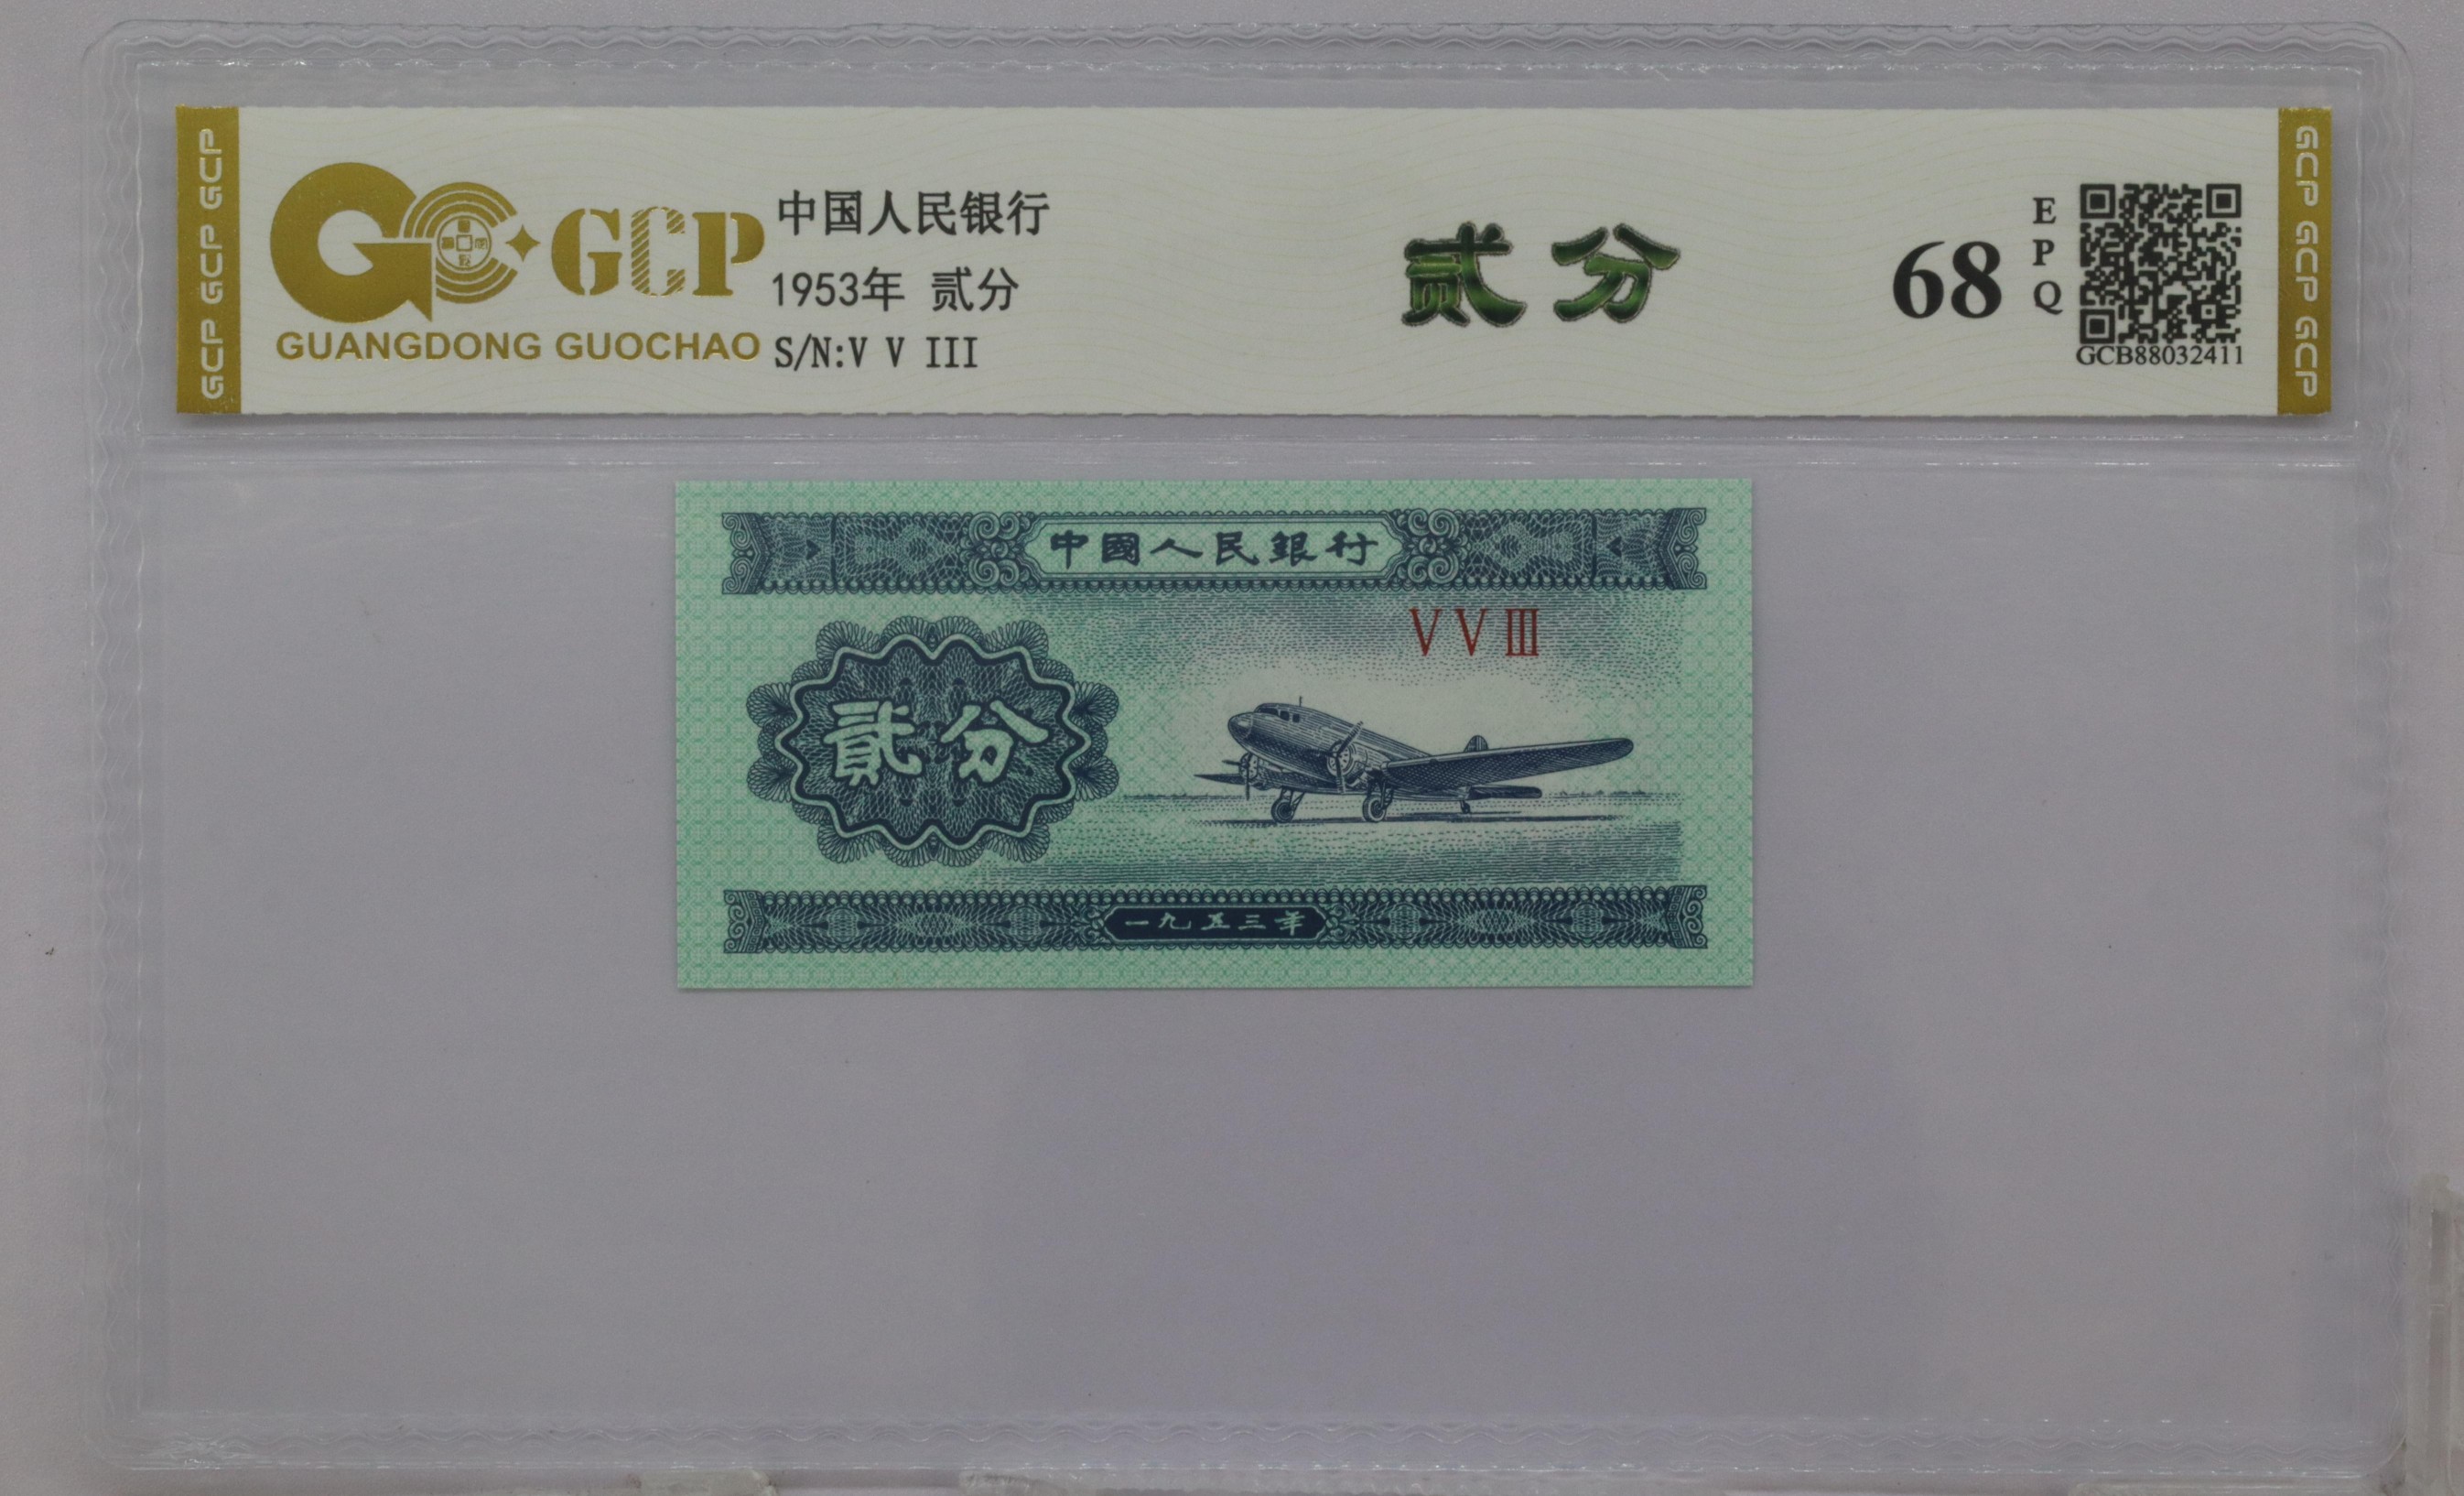 GCP GCP GCP
GCP
GUANGDONG GUOCHAO
中国人民银行
1953年 贰分
S/N:V V III
贰分
68
EPQ
GCB88032411
GCP GCP GCP
中國人民銀行
V V III
貳分
一九五三年